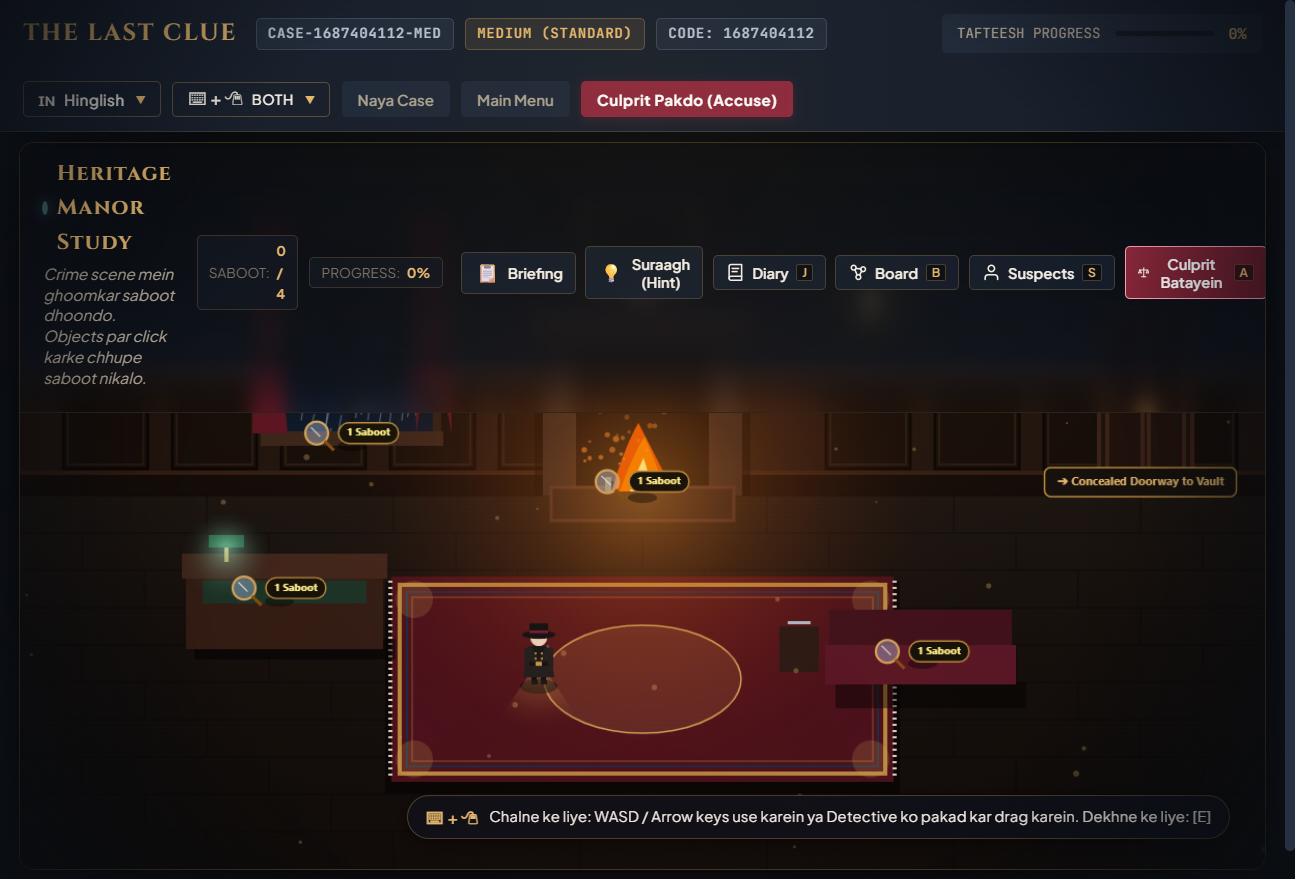 THE LAST CLUE
CASE-1687404112-MED
MEDIUM (STANDARD)
CODE: 1687404112
TAFTEESH PROGRESS 0%
IN Hinglish ▼
+ BOTH ▼
Naya Case
Main Menu
Culprit Pakdo (Accuse)
HERITAGE
MANOR
STUDY
Crime scene mein
ghoomkar saboot
dhoondo.
Objects par click
karke chhupe
saboot nikalo.
SABOOT: 0
/
4
PROGRESS: 0%
Briefing
Suraagh
(Hint)
Diary J
Board B
Suspects S
Culprit
Batayein A
1 Saboot
1 Saboot
→ Concealed Doorway to Vault
1 Saboot
1 Saboot
+ Chalne ke liye: WASD / Arrow keys use karein ya Detective ko pakad kar drag karein. Dekhne ke liye: [E]